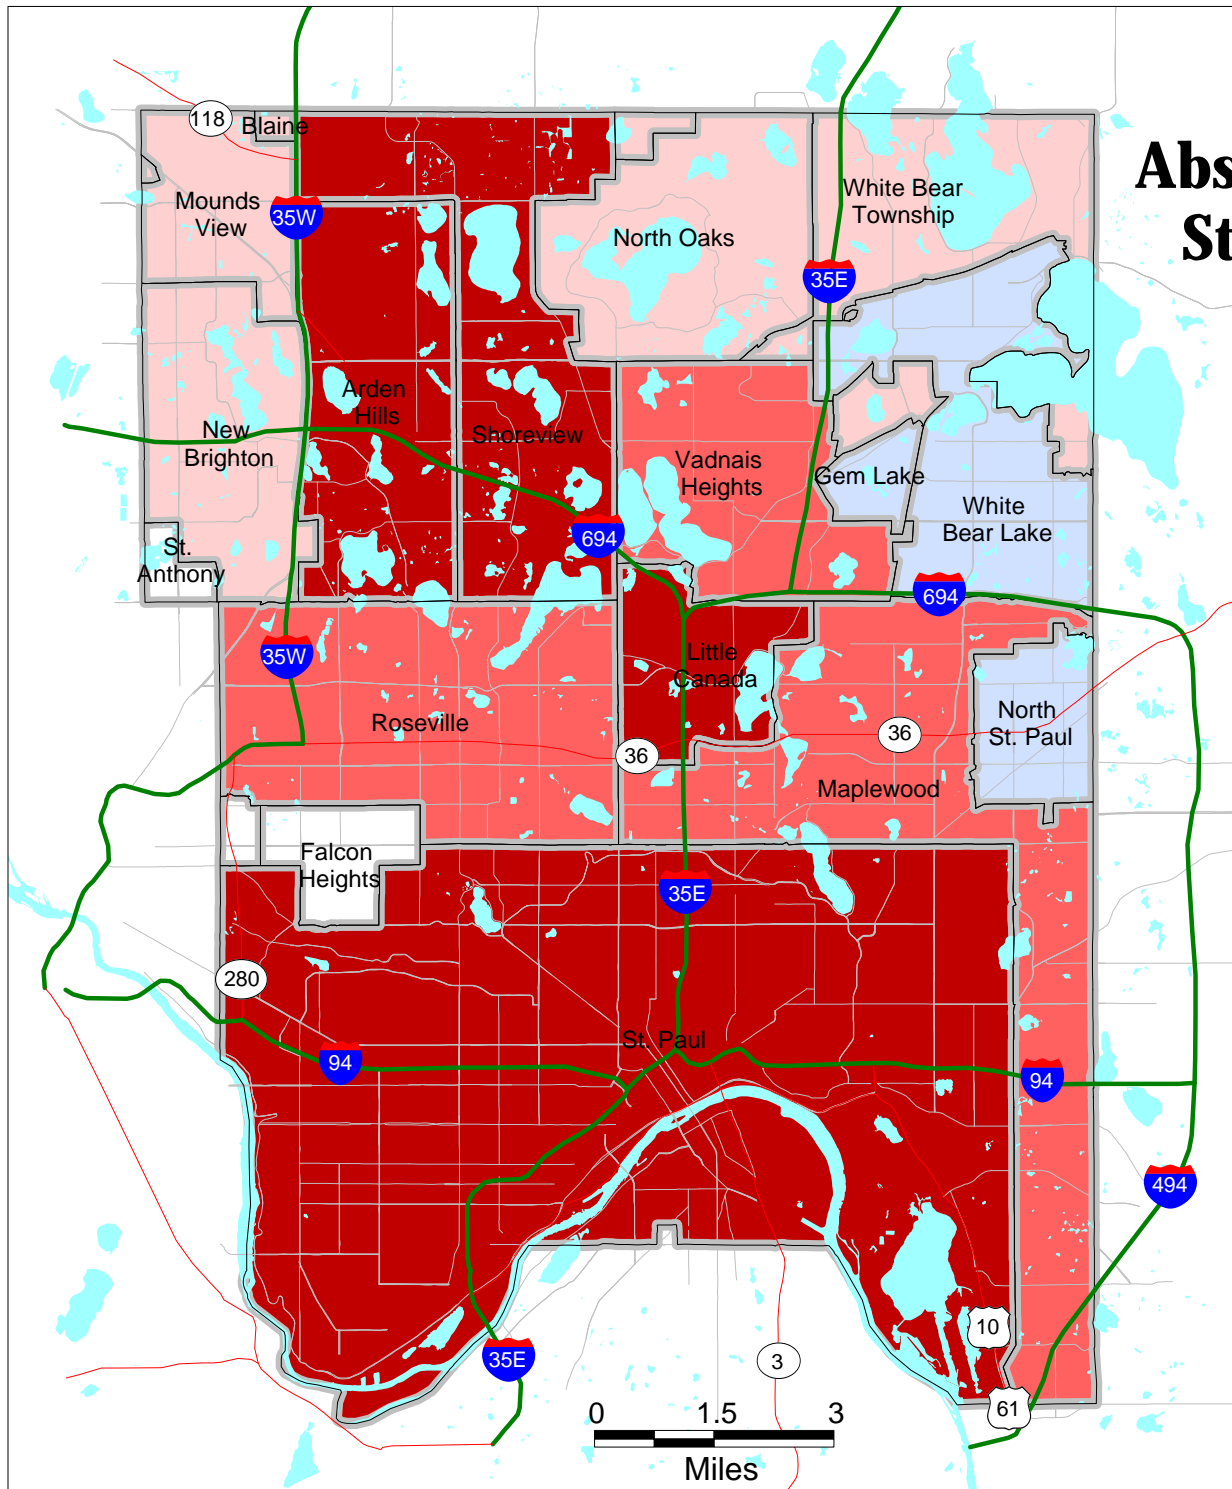 118
Blaine
Abs
St
Mounds
View
35W
White Bear
Township
North Oaks
35E
Arden
Hills
New
Brighton
Shoreview
Vadnais
Heights
Gem Lake
White
Bear Lake
694
St.
Anthony
694
35W
Little
Canada
Roseville
North
St. Paul
36
36
Maplewood
Falcon
Heights
35E
280
St. Paul
94
94
494
10
35E
3
61
0 1.5 3
Miles